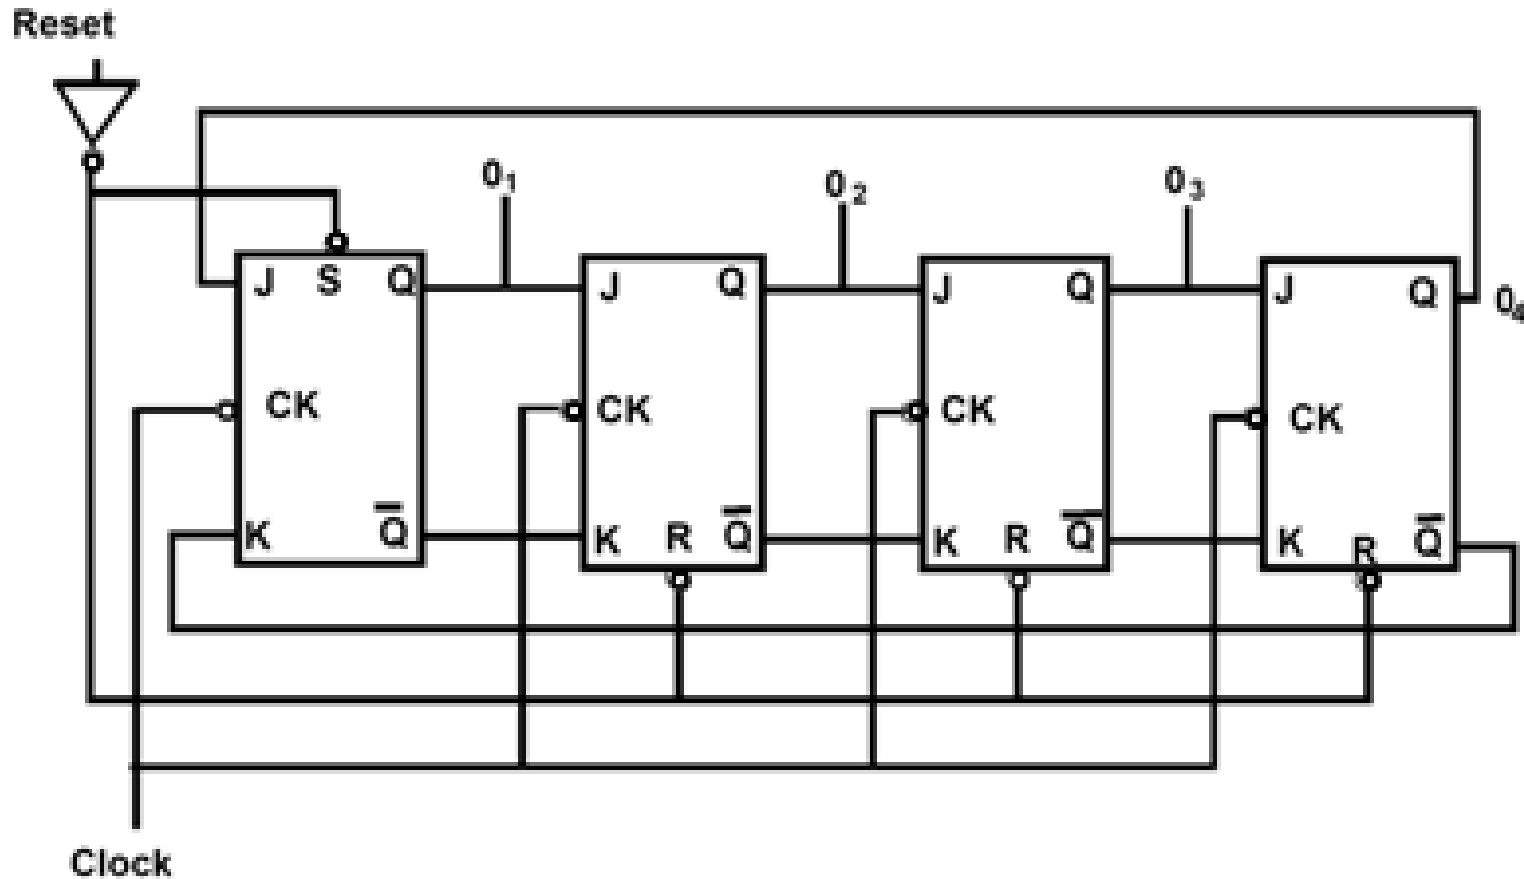 Reset
0₁ 0₂ 0₃
J S Q J Q J Q J Q 0₄
CK CK CK CK
K Q̅ K R Q̅ K R Q̅ K R Q̅
Clock